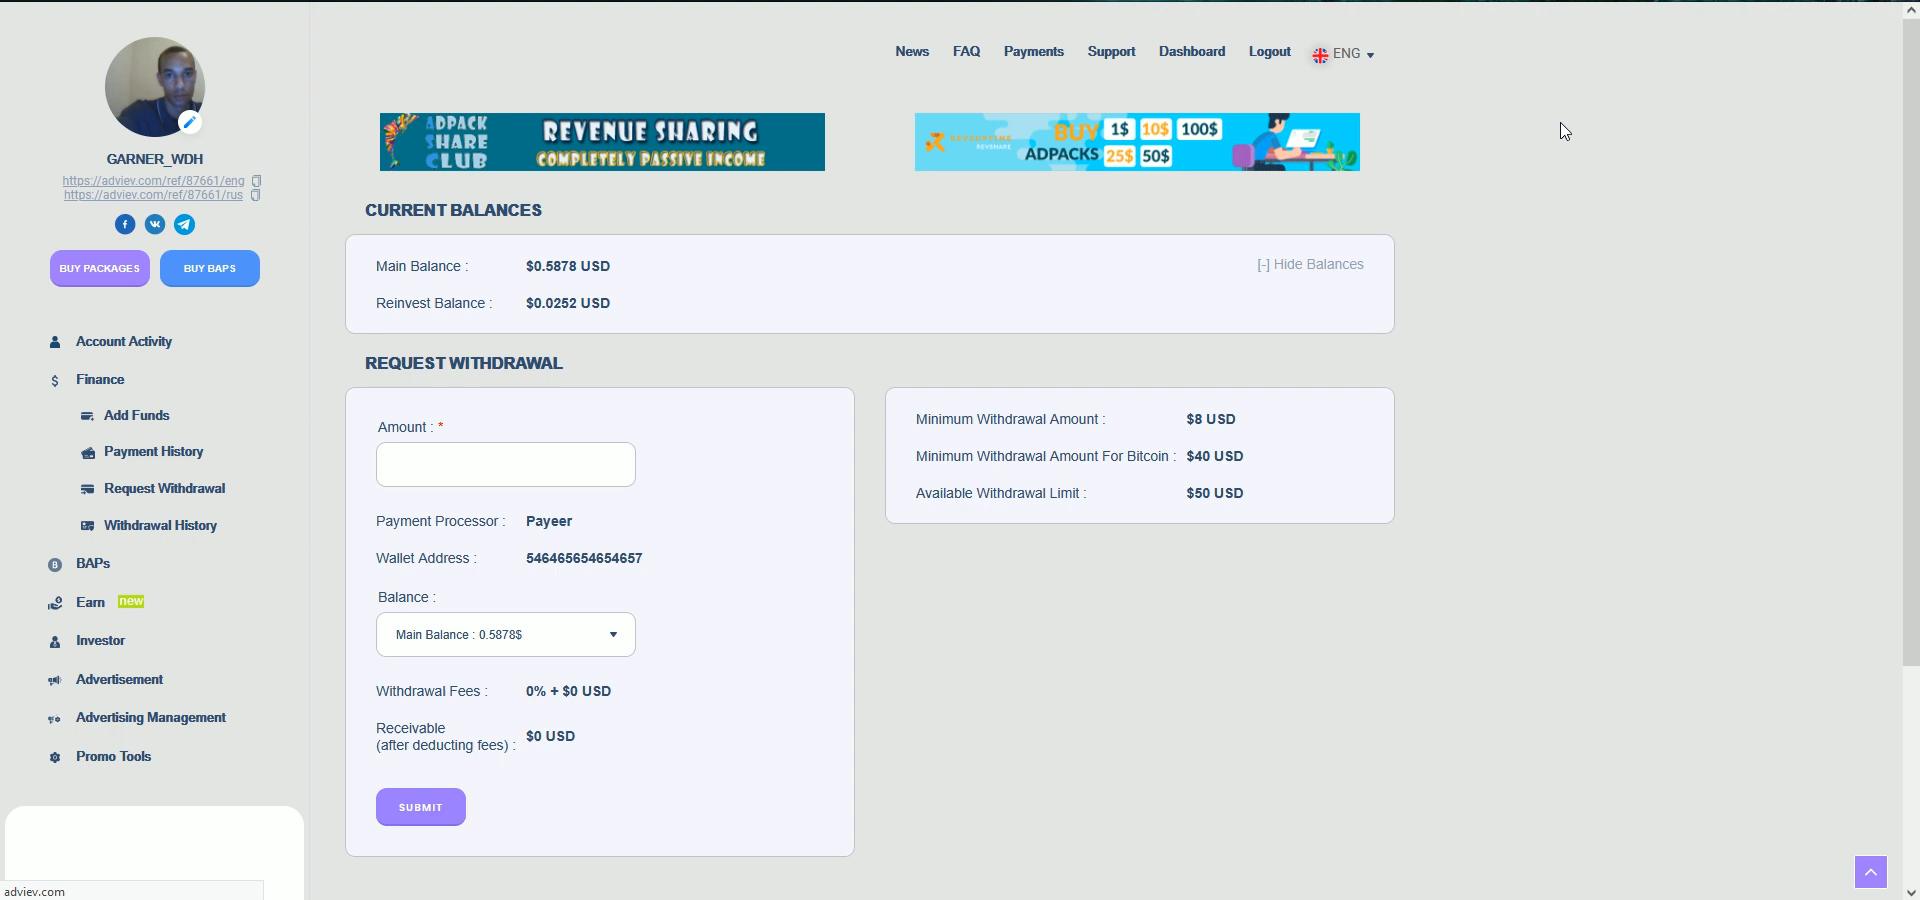 News FAQ Payments Support Dashboard Logout ENG
GARNER_WDH
https://adviev.com/ref/87661/eng
https://adviev.com/ref/87661/rus
BUY PACKAGES BUY BAPS
Account Activity
Finance
Add Funds
Payment History
Request Withdrawal
Withdrawal History
BAPs
Earn new
Investor
Advertisement
Advertising Management
Promo Tools
ADPACK
SHARE
CLUB
REVENUE SHARING
COMPLETELY PASSIVE INCOME
REVSHARE
BUY 1$ 10$ 100$
ADPACKS 25$ 50$
CURRENT BALANCES
Main Balance : $0.5878 USD
[-] Hide Balances
Reinvest Balance : $0.0252 USD
REQUEST WITHDRAWAL
Amount : *
Payment Processor : Payeer
Wallet Address : 546465654654657
Balance :
Main Balance : 0.5878$
Withdrawal Fees : 0% + $0 USD
Receivable
(after deducting fees) : $0 USD
SUBMIT
Minimum Withdrawal Amount : $8 USD
Minimum Withdrawal Amount For Bitcoin : $40 USD
Available Withdrawal Limit : $50 USD
adviev.com